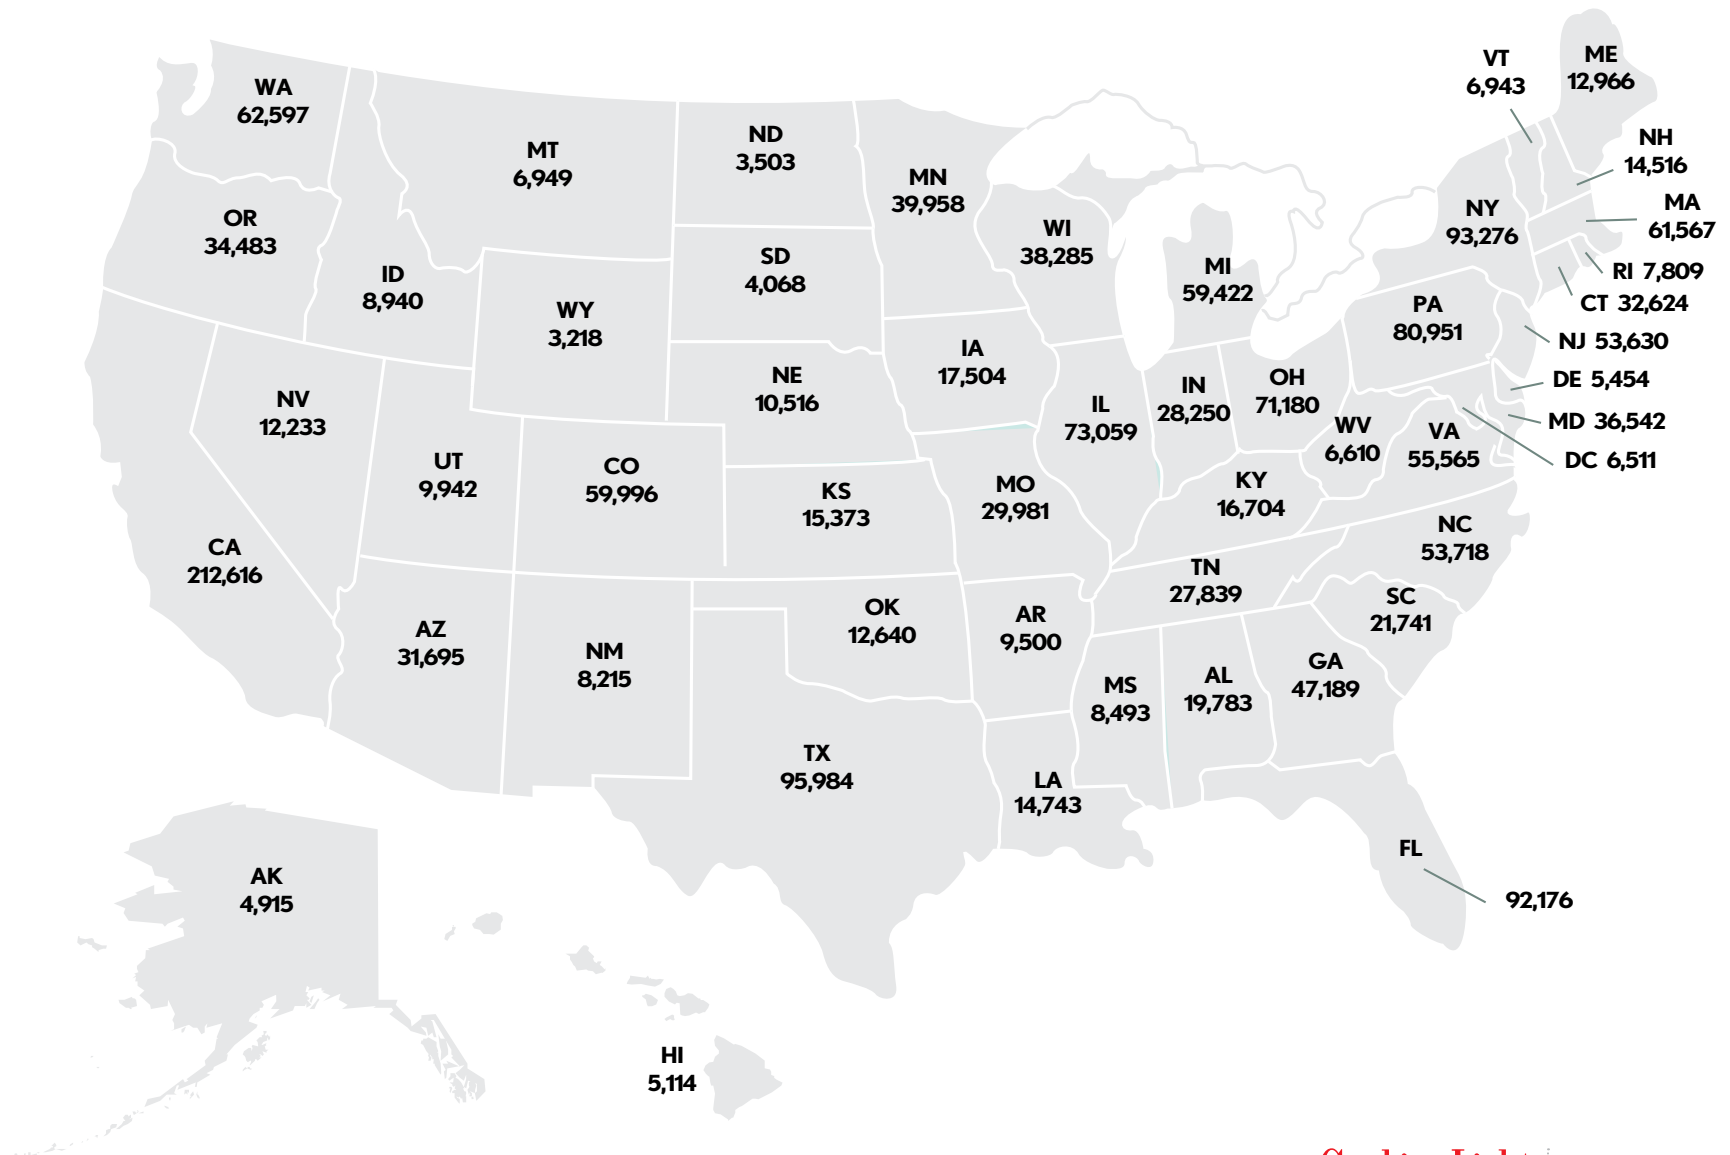 VT
6,943
ME
12,966
WA
62,597
MT
6,949
ND
3,503
MN
39,958
NH
14,516
OR
34,483
ID
8,940
WY
3,218
SD
4,068
WI
38,285
MI
59,422
NY
93,276
MA
61,567
RI 7,809
CT 32,624
PA
80,951
NJ 53,630
DE 5,454
MD 36,542
DC 6,511
NV
12,233
UT
9,942
CO
59,996
NE
10,516
IA
17,504
IL
73,059
IN
28,250
OH
71,180
WV
6,610
VA
55,565
KS
15,373
MO
29,981
KY
16,704
NC
53,718
CA
212,616
AZ
31,695
NM
8,215
OK
12,640
AR
9,500
TN
27,839
SC
21,741
MS
8,493
AL
19,783
GA
47,189
TX
95,984
LA
14,743
FL
92,176
AK
4,915
HI
5,114